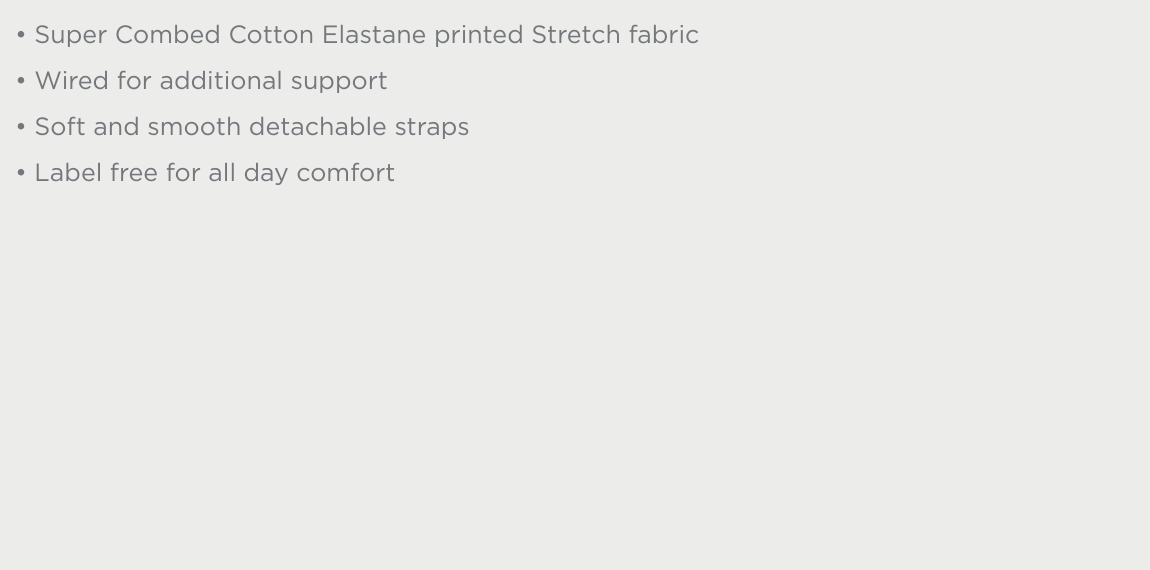 • Super Combed Cotton Elastane printed Stretch fabric
• Wired for additional support
• Soft and smooth detachable straps
• Label free for all day comfort